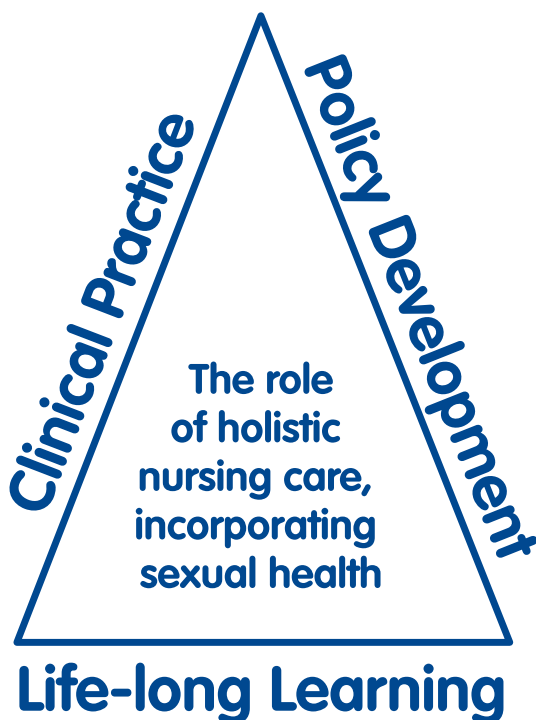 Clinical Practice
Policy Development
The role
of holistic
nursing care,
incorporating
sexual health
Life-long Learning